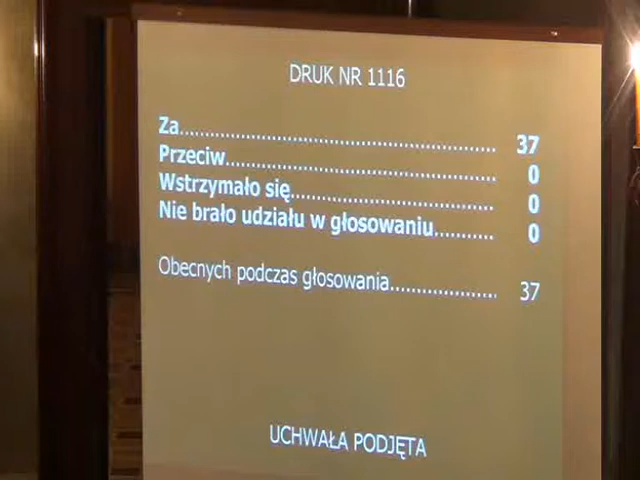 DRUK NR 1116
Za................................................... 37
Przeciw............................................ 0
Wstrzymało się................................. 0
Nie brało udziału w głosowaniu.......... 0
Obecnych podczas głosowania................... 37
UCHWAŁA PODJĘTA